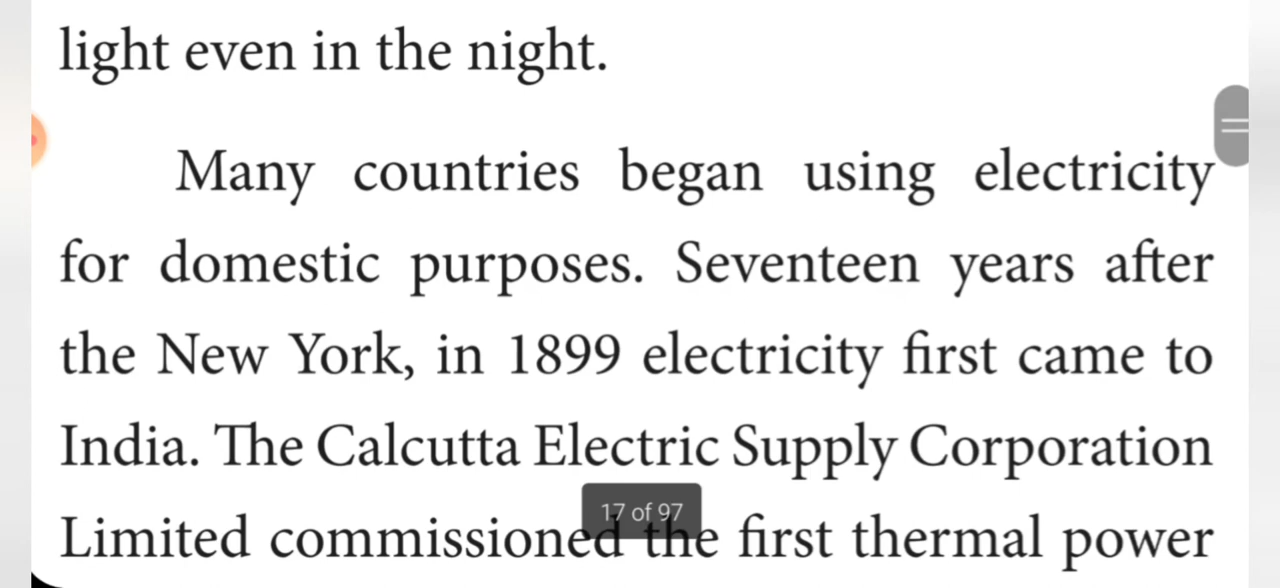 light even in the night.
Many countries began using electricity
for domestic purposes. Seventeen years after
the New York, in 1899 electricity first came to
India. The Calcutta Electric Supply Corporation
17 of 97
Limited commissioned the first thermal power